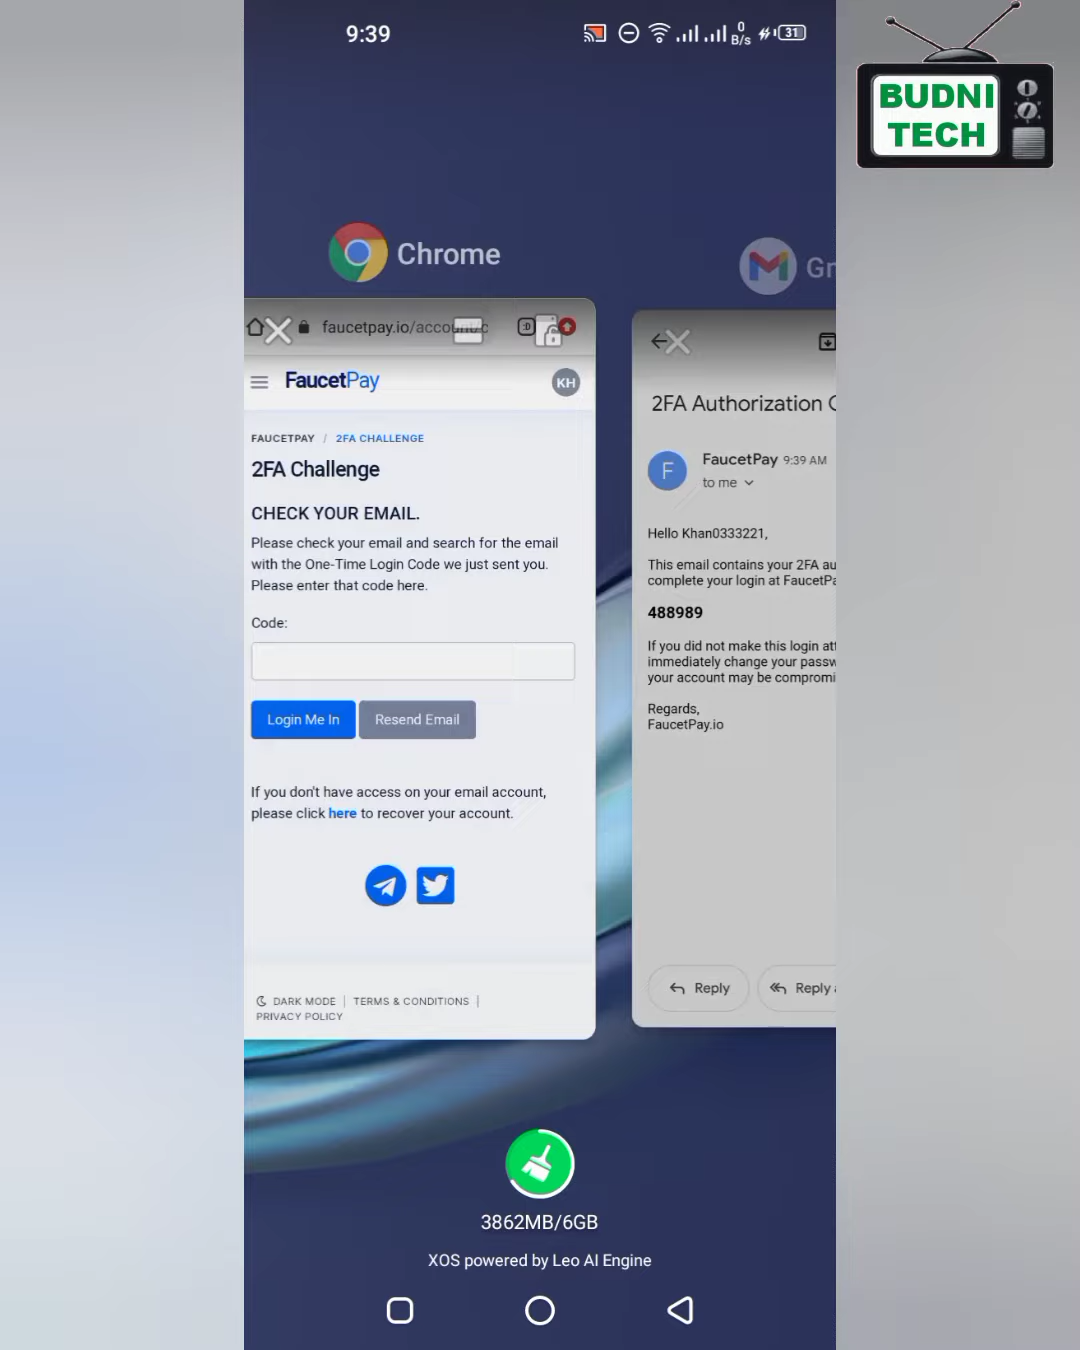 9:39
0
B/s
31
BUDNI
TECH
Chrome
faucetpay.io/account/c
:D
FaucetPay
KH
FAUCETPAY / 2FA CHALLENGE
2FA Challenge
CHECK YOUR EMAIL.
Please check your email and search for the email
with the One-Time Login Code we just sent you.
Please enter that code here.
Code:
Login Me In
Resend Email
If you don't have access on your email account,
please click here to recover your account.
DARK MODE | TERMS & CONDITIONS |
PRIVACY POLICY
Gm
2FA Authorization C
F
FaucetPay 9:39 AM
to me
Hello Khan0333221,
This email contains your 2FA au
complete your login at FaucetPa
488989
If you did not make this login att
immediately change your passw
your account may be compromi
Regards,
FaucetPay.io
Reply
Reply a
3862MB/6GB
XOS powered by Leo AI Engine